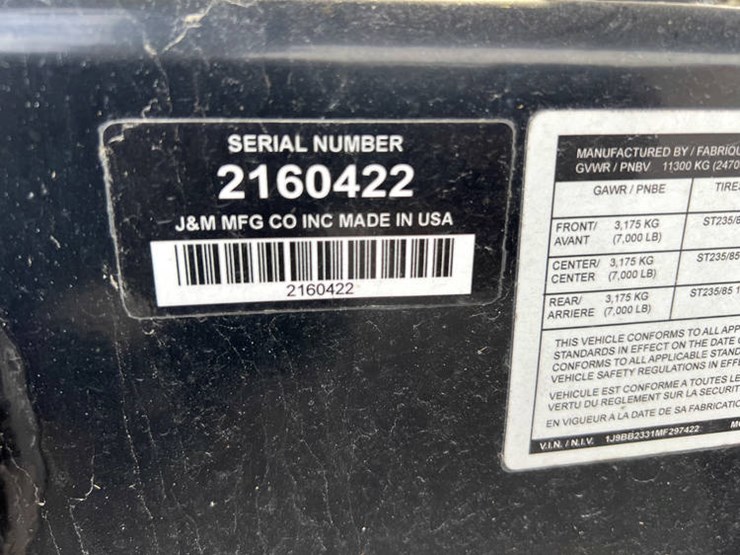 SERIAL NUMBER
2160422
J&M MFG CO INC MADE IN USA
2160422
MANUFACTURED BY / FABRIQU
GVWR / PNBV 11300 KG (2470
GAWR / PNBE TIRE
FRONT/ 3,175 KG ST235/8
AVANT (7,000 LB)
CENTER/ 3,175 KG ST235/85
CENTER (7,000 LB)
REAR/ 3,175 KG ST235/85 1
ARRIERE (7,000 LB)
THIS VEHICLE CONFORMS TO ALL APP
STANDARDS IN EFFECT ON THE DATE
CONFORMS TO ALL APPLICABLE STAND
VEHICLE SAFETY REGULATIONS IN EFFE
VEHICULE EST CONFORME A TOUTES LE
VERTU DU REGLEMENT SUR LA SECURIT
EN VIGUEUR A LA DATE DE SA FABRICATIO
V.I.N. / N.I.V. 1J9BB2331MF297422 M